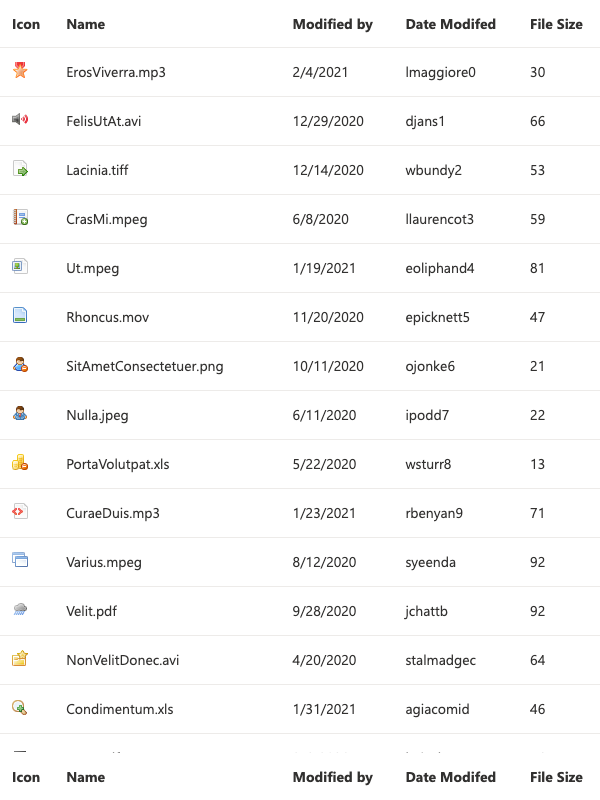 Icon Name Modified by Date Modifed File Size
ErosViverra.mp3 2/4/2021 lmaggiore0 30
FelisUtAt.avi 12/29/2020 djans1 66
Lacinia.tiff 12/14/2020 wbundy2 53
CrasMi.mpeg 6/8/2020 llaurencot3 59
Ut.mpeg 1/19/2021 eoliphand4 81
Rhoncus.mov 11/20/2020 epicknett5 47
SitAmetConsectetuer.png 10/11/2020 ojonke6 21
Nulla.jpeg 6/11/2020 ipodd7 22
PortaVolutpat.xls 5/22/2020 wsturr8 13
CuraeDuis.mp3 1/23/2021 rbenyan9 71
Varius.mpeg 8/12/2020 syeenda 92
Velit.pdf 9/28/2020 jchattb 92
NonVelitDonec.avi 4/20/2020 stalmadgec 64
Condimentum.xls 1/31/2021 agiacomid 46
Icon Name Modified by Date Modifed File Size